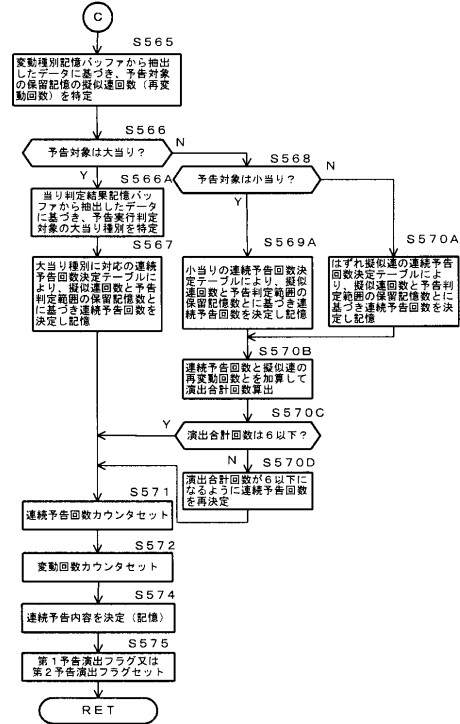 C
S565
変動種別記憶バッファから抽出
したデータに基づき、予告対象
の保留記憶の擬似連回数（再変
動回数）を特定
S566
予告対象は大当り？
N
Y
S566A
当り判定結果記憶バッ
ファから抽出したデータ
に基づき、予告実行判定
対象の大当り種別を特定
S567
大当り種別に対応の連続
予告回数決定テーブルに
より、擬似連回数と予告
判定範囲の保留記憶数と
に基づき連続予告回数を
決定し記憶
S568
予告対象は小当り？
N
Y
S569A
小当りの連続予告回数決
定テーブルにより、擬似
連回数と予告判定範囲の
保留記憶数とに基づき連
続予告回数を決定し記憶
S570A
はずれ擬似連の連続予告
回数決定テーブルによ
り、擬似連回数と予告判
定範囲の保留記憶数とに
基づき連続予告回数を決
定し記憶
S570B
連続予告回数と擬似連の
再変動回数とを加算して
演出合計回数算出
S570C
Y
演出合計回数は６以下？
N
S570D
演出合計回数が６以下に
なるように連続予告回数
を再決定
S571
連続予告回数カウンタセット
S572
変動回数カウンタセット
S574
連続予告内容を決定（記憶）
S575
第１予告演出フラグ又は
第２予告演出フラグセット
RET